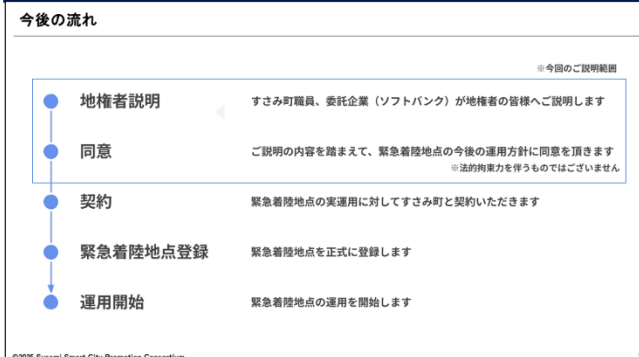 今後の流れ
※今回のご説明範囲
地権者説明 すさみ町職員、委託企業（ソフトバンク）が地権者の皆様へご説明します
同意 ご説明の内容を踏まえて、緊急着陸地点の今後の運用方針に同意を頂きます
※法的拘束力を伴うものではございません
契約 緊急着陸地点の実運用に対してすさみ町と契約いただきます
緊急着陸地点登録 緊急着陸地点を正式に登録します
運用開始 緊急着陸地点の運用を開始します
©2025 Susami Smart City Promotion Consortium